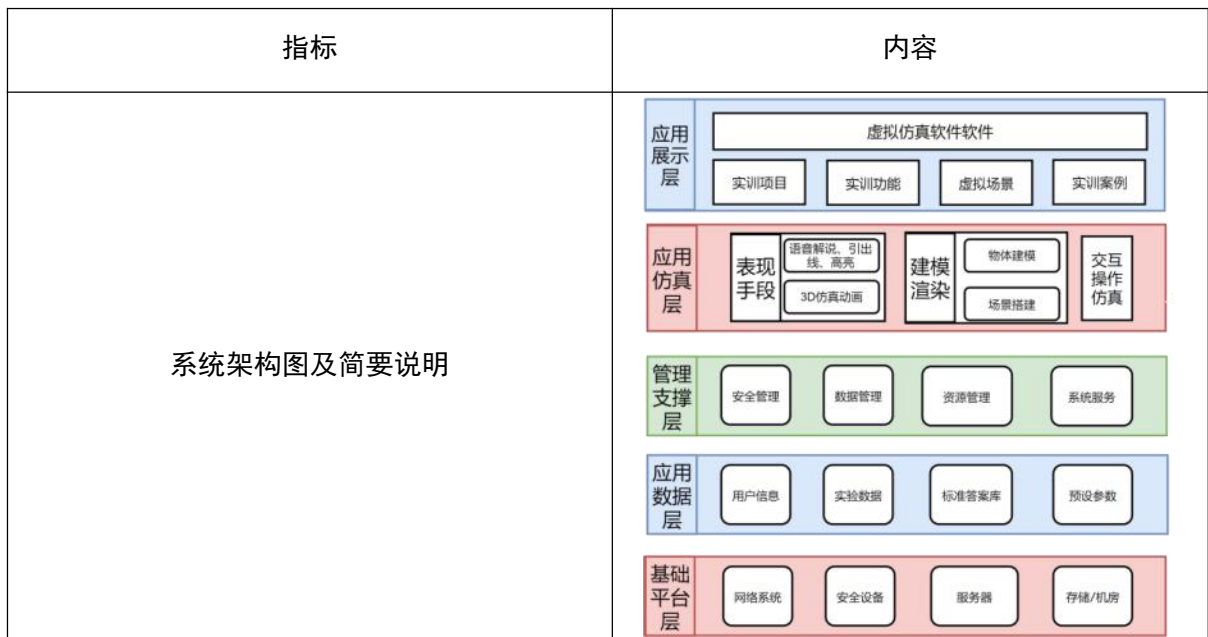 指标
内容
系统架构图及简要说明
应用
展示
层
虚拟仿真软件软件
实训项目
实训功能
虚拟场景
实训案例
应用
仿真
层
表现
手段
语音解说、引出
线、高亮
3D仿真动画
建模
渲染
物体建模
场景搭建
交互
操作
仿真
管理
支撑
层
安全管理
数据管理
资源管理
系统服务
应用
数据
层
用户信息
实验数据
标准答案库
预设参数
基础
平台
层
网络系统
安全设备
服务器
存储/机房